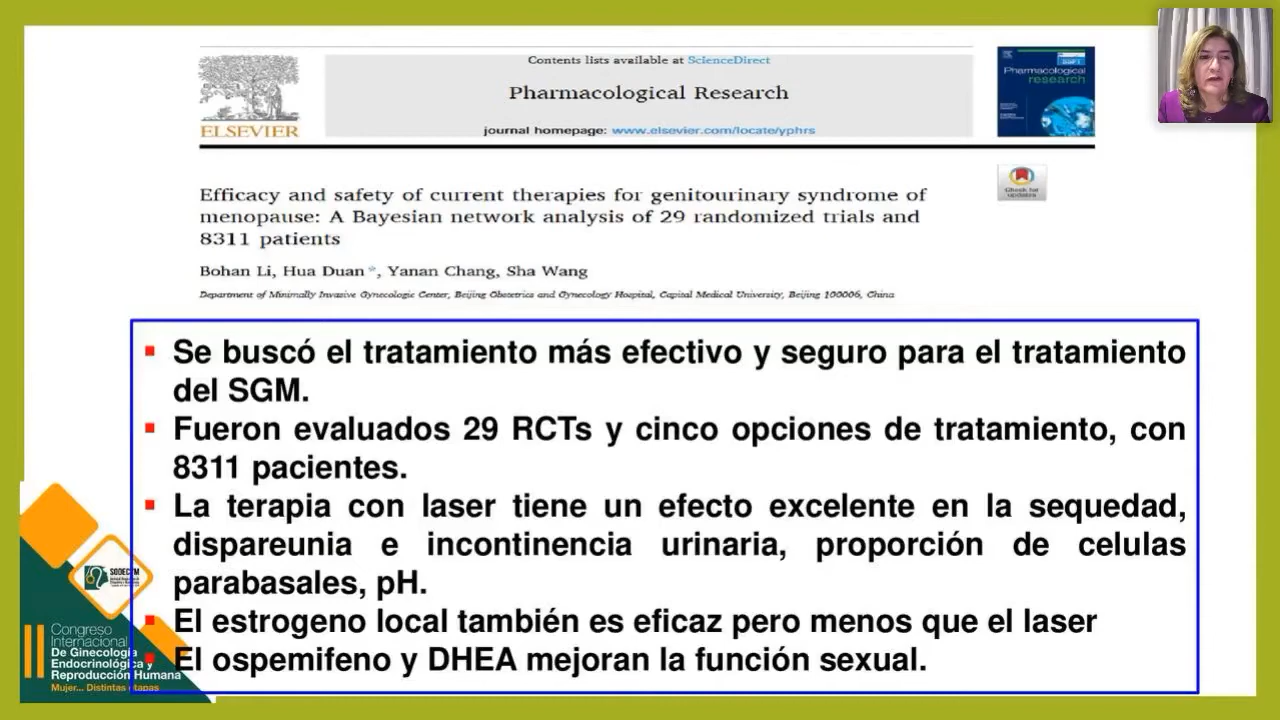 Contents lists available at ScienceDirect
Pharmacological Research
journal homepage: www.elsevier.com/locate/yphrs
ELSEVIER
Pharmacological
research
Check for
updates
Efficacy and safety of current therapies for genitourinary syndrome of
menopause: A Bayesian network analysis of 29 randomized trials and
8311 patients
Bohan Li, Hua Duan *, Yanan Chang, Sha Wang
Department of Minimally Invasive Gynecologic Center, Beijing Obstetrics and Gynecology Hospital, Capital Medical University, Beijing 100006, China
▪ Se buscó el tratamiento más efectivo y seguro para el tratamiento
del SGM.
▪ Fueron evaluados 29 RCTs y cinco opciones de tratamiento, con
8311 pacientes.
▪ La terapia con laser tiene un efecto excelente en la sequedad,
dispareunia e incontinencia urinaria, proporción de celulas
parabasales, pH.
▪ El estrogeno local también es eficaz pero menos que el laser
▪ El ospemifeno y DHEA mejoran la función sexual.
Congreso
Internacional
De Ginecología
Endocrinológica y
Reproducción Humana
Mujer... Distintas etapas